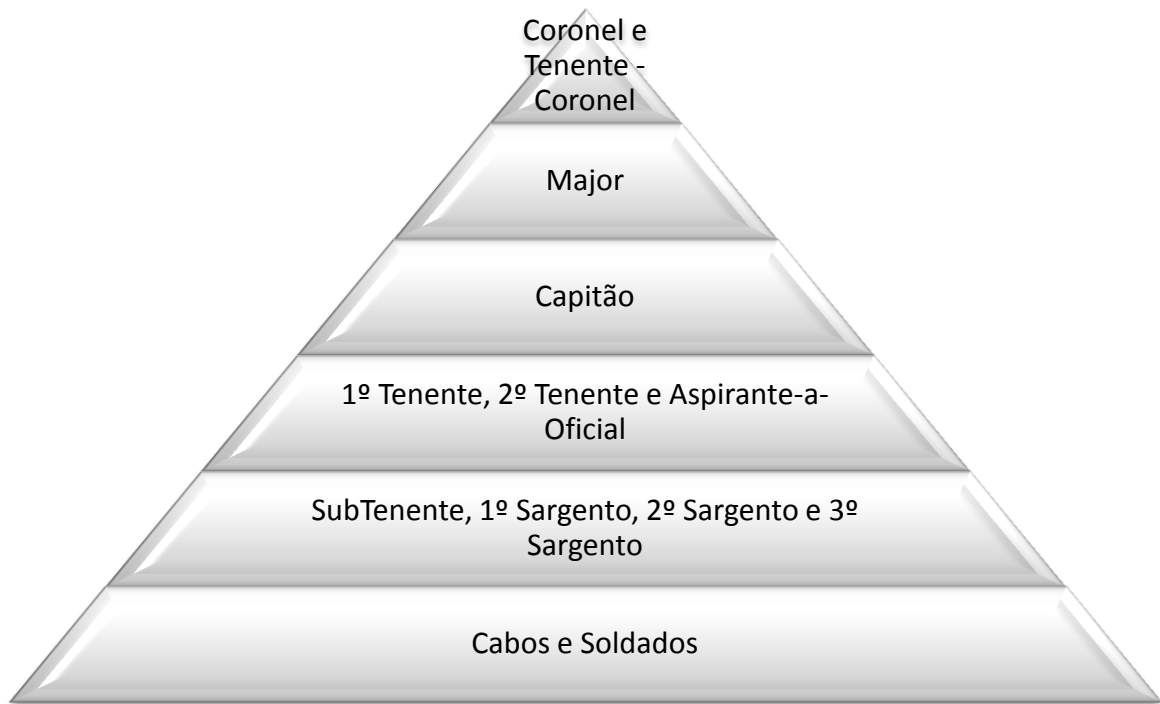 Coronel e
Tenente -
Coronel
Major
Capitão
1º Tenente, 2º Tenente e Aspirante-a-
Oficial
SubTenente, 1º Sargento, 2º Sargento e 3º
Sargento
Cabos e Soldados